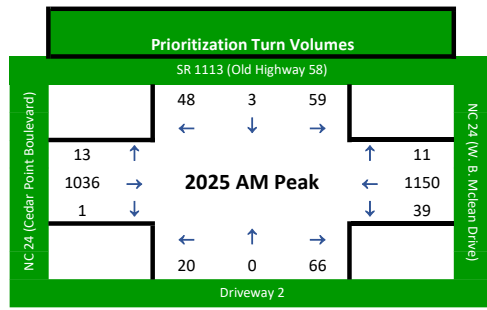 Prioritization Turn Volumes
SR 1113 (Old Highway 58)
NC 24 (Cedar Point Boulevard)
NC 24 (W. B. Mclean Drive)
48 3 59
← ↓ →
13 ↑ ↑ 11
1036 → 2025 AM Peak ← 1150
1 ↓ ↓ 39
← ↑ →
20 0 66
Driveway 2